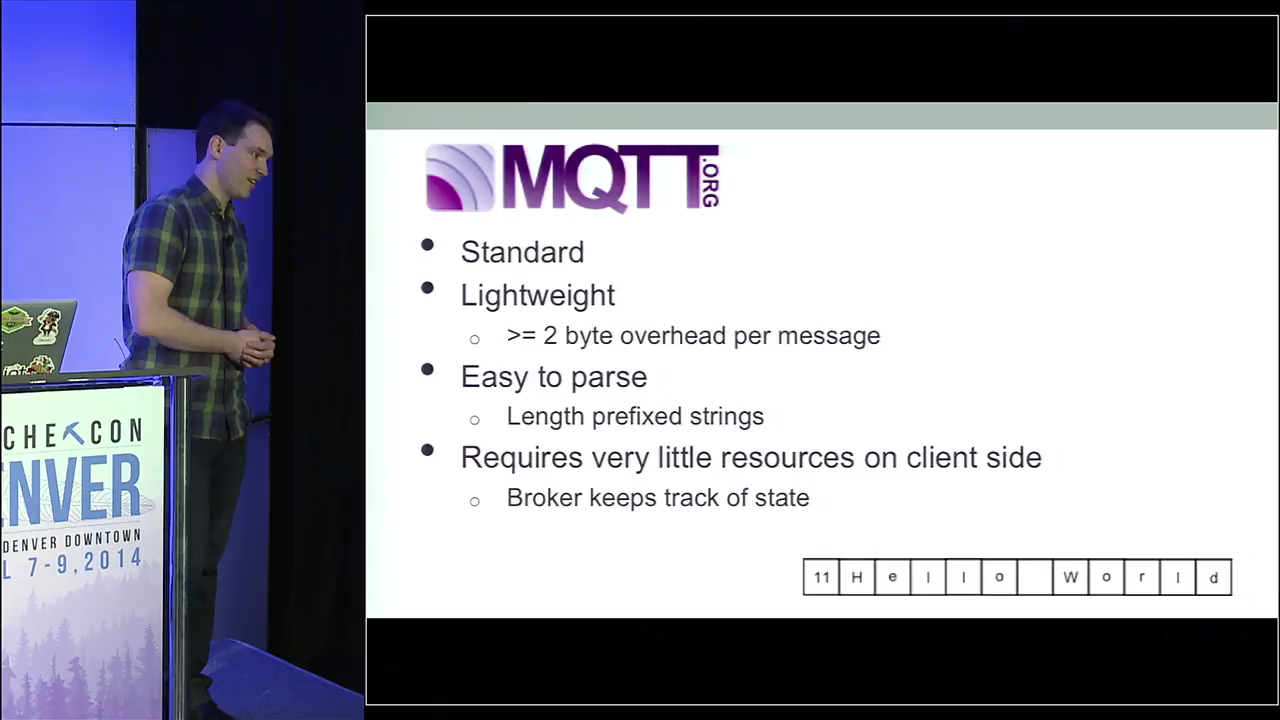 MQTT.ORG
Standard
Lightweight
>= 2 byte overhead per message
Easy to parse
Length prefixed strings
Requires very little resources on client side
Broker keeps track of state
11 H e l l o W o r l d
CHE CON
NVER
DENVER DOWNTOWN
L 7-9, 2014